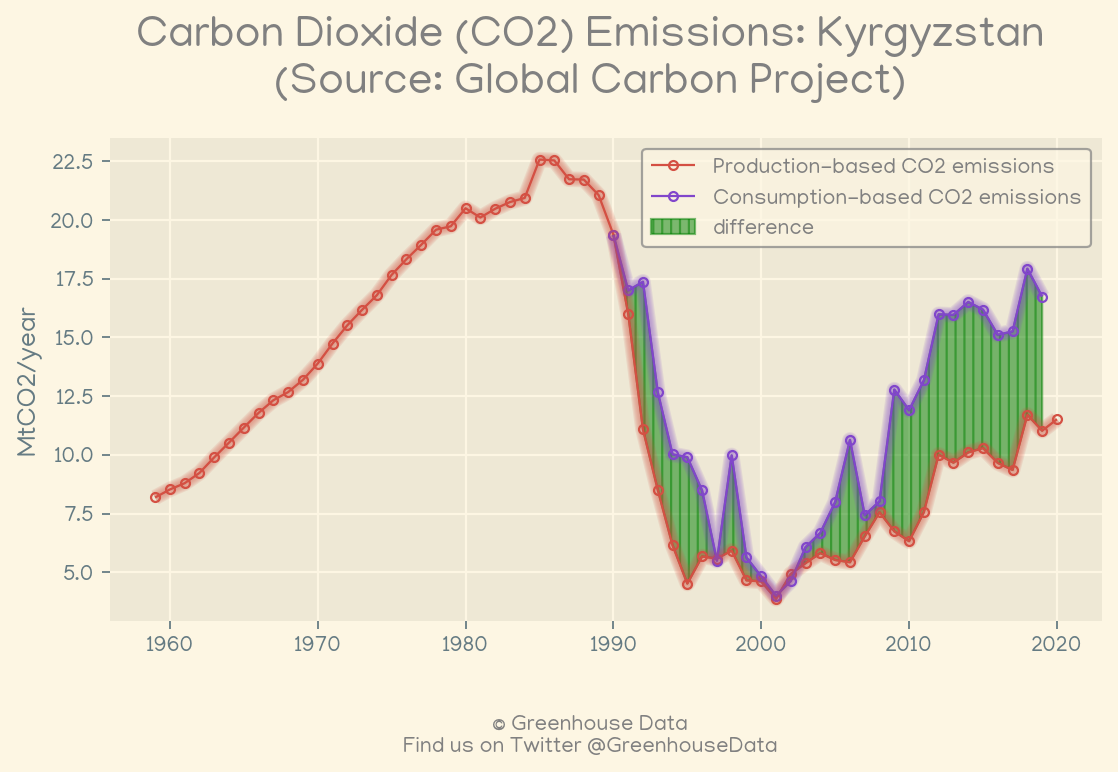 Carbon Dioxide (CO2) Emissions: Kyrgyzstan
(Source: Global Carbon Project)
Production-based CO2 emissions
Consumption-based CO2 emissions
difference
MtCO2/year
22.5
20.0
17.5
15.0
12.5
10.0
7.5
5.0
1960
1970
1980
1990
2000
2010
2020
© Greenhouse Data
Find us on Twitter @GreenhouseData